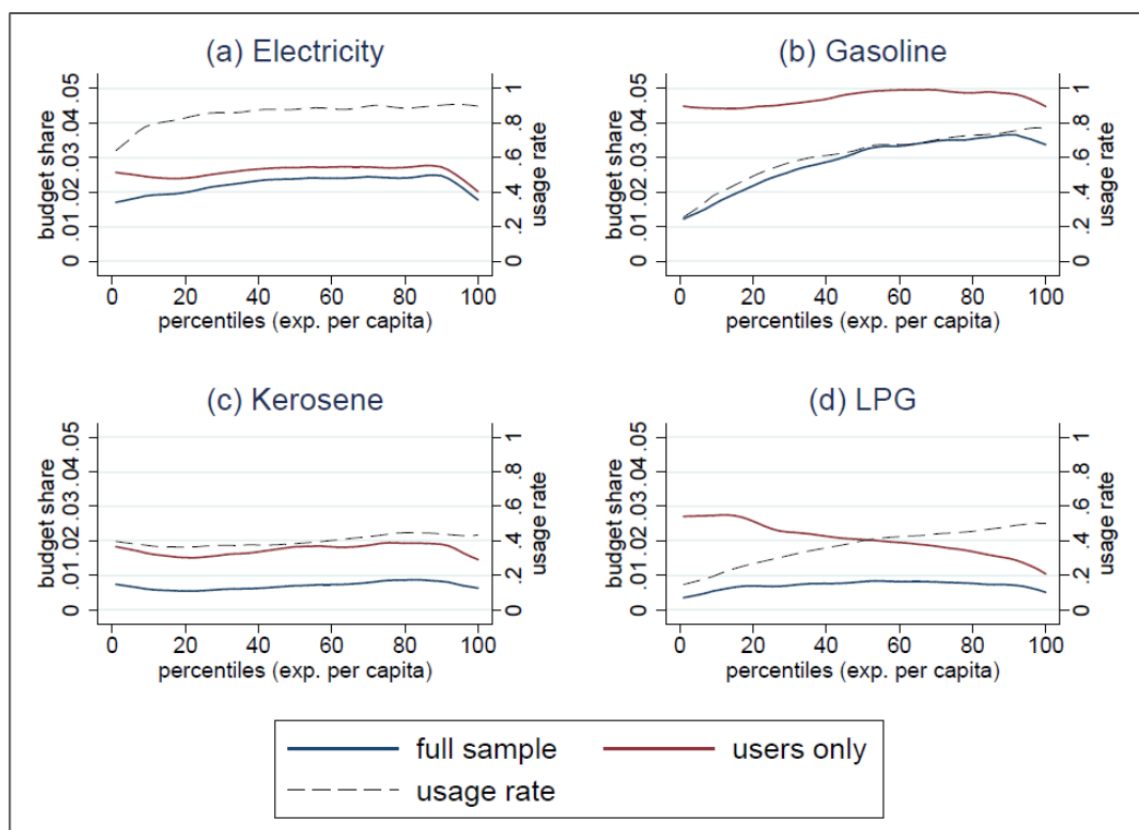 (a) Electricity
budget share
0 .01 .02 .03 .04 .05
0 .2 .4 .6 .8 1
usage rate
0 20 40 60 80 100
percentiles (exp. per capita)
(b) Gasoline
budget share
0 .01 .02 .03 .04 .05
0 .2 .4 .6 .8 1
usage rate
0 20 40 60 80 100
percentiles (exp. per capita)
(c) Kerosene
budget share
0 .01 .02 .03 .04 .05
0 .2 .4 .6 .8 1
usage rate
0 20 40 60 80 100
percentiles (exp. per capita)
(d) LPG
budget share
0 .01 .02 .03 .04 .05
0 .2 .4 .6 .8 1
usage rate
0 20 40 60 80 100
percentiles (exp. per capita)
full sample users only
usage rate